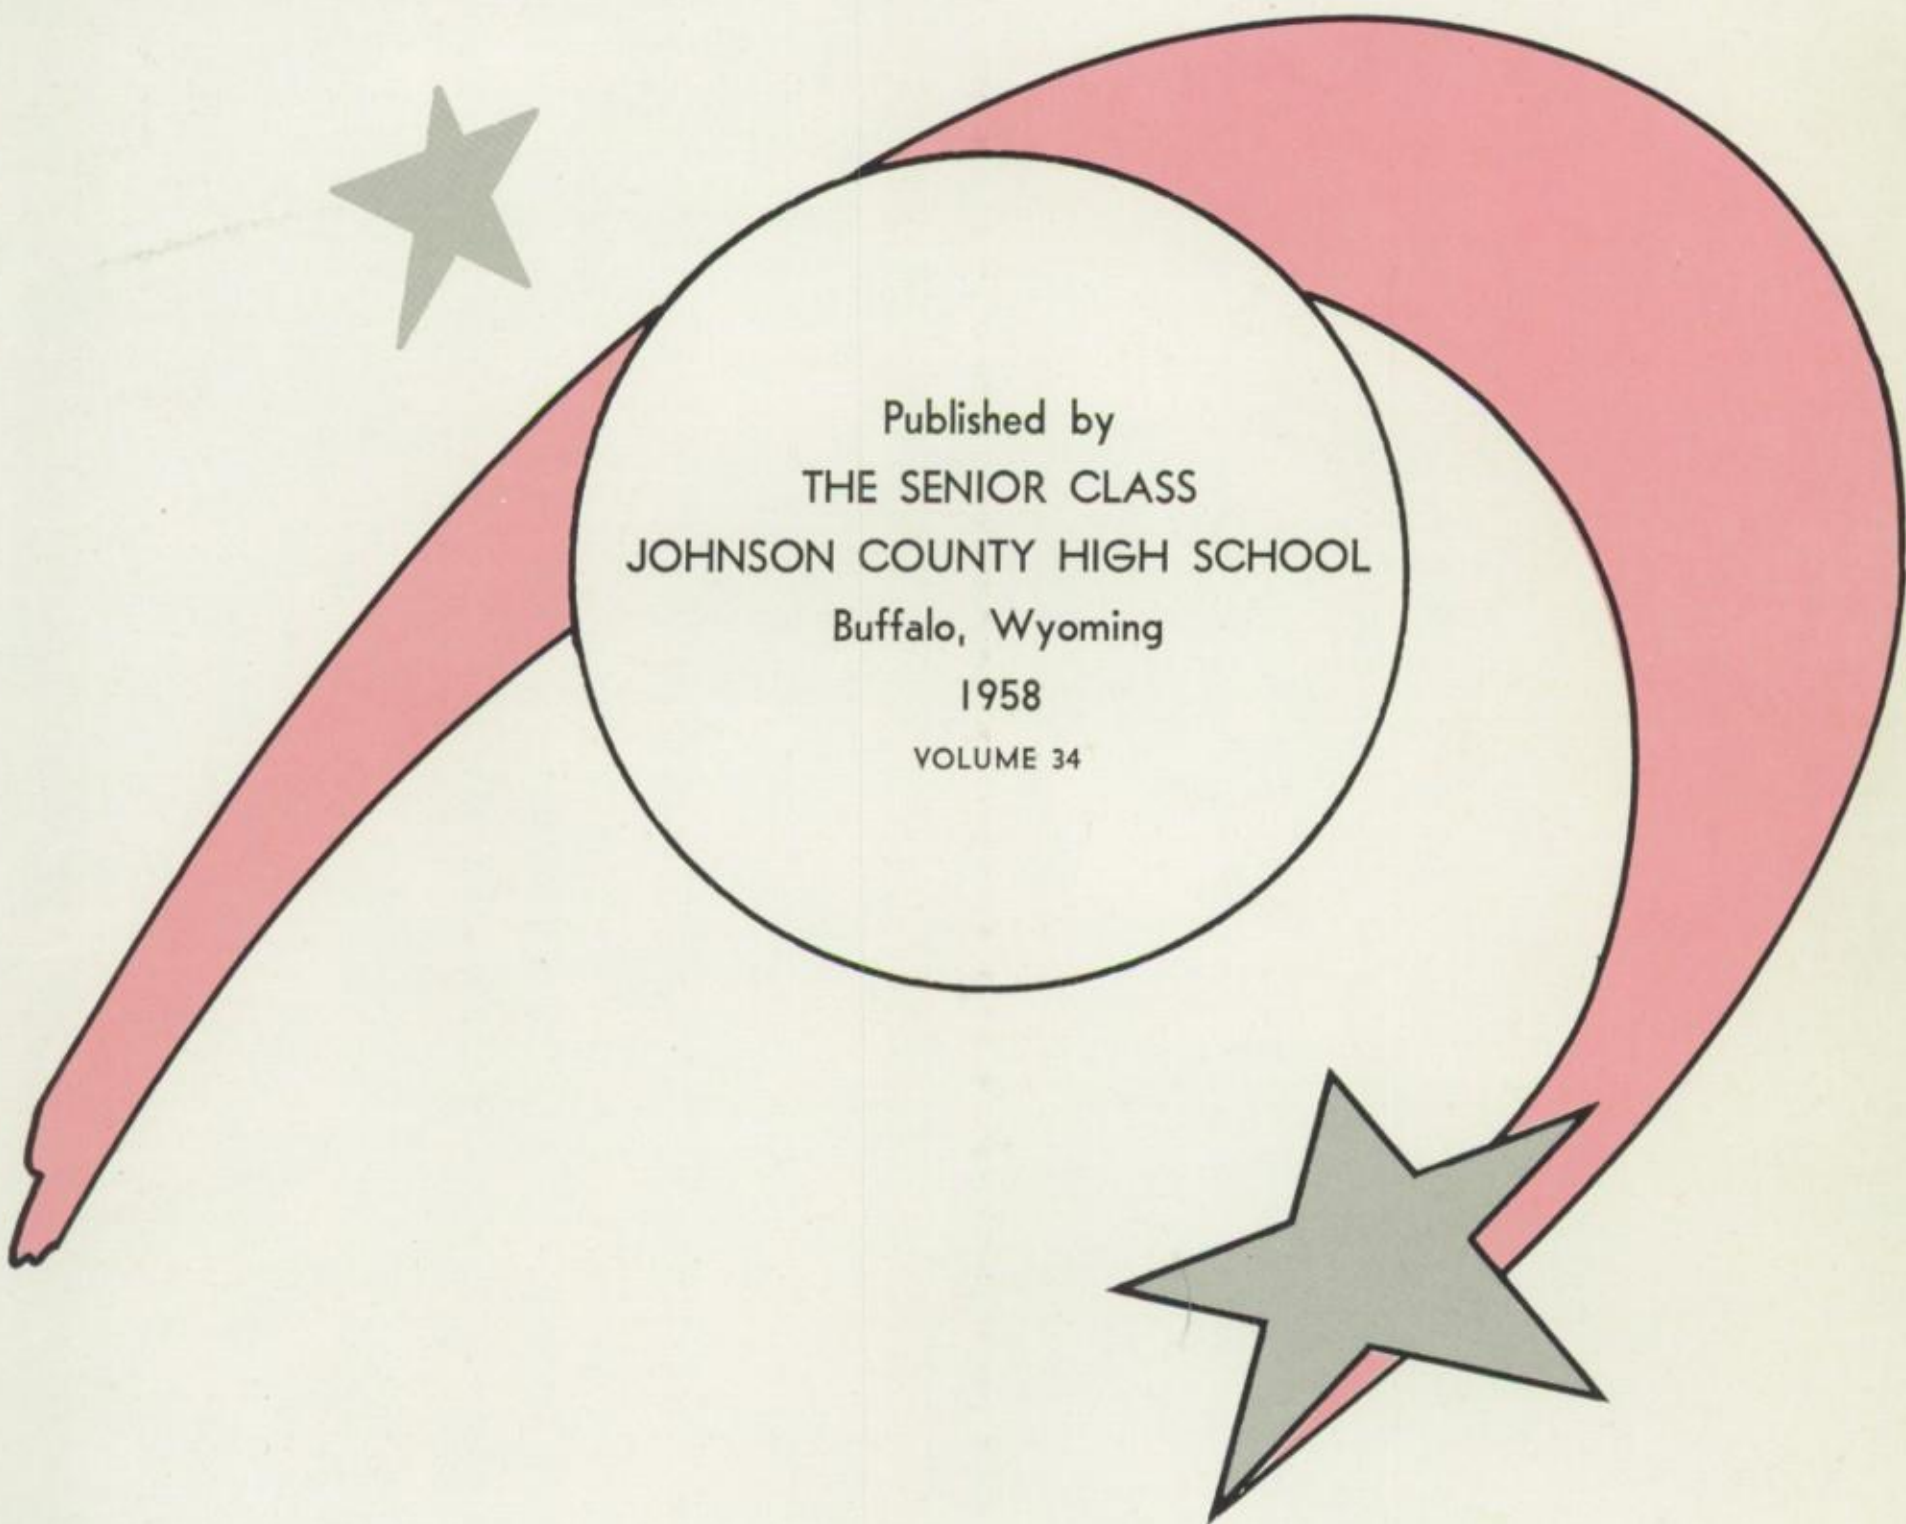 Published by
THE SENIOR CLASS
JOHNSON COUNTY HIGH SCHOOL
Buffalo, Wyoming
1958
VOLUME 34